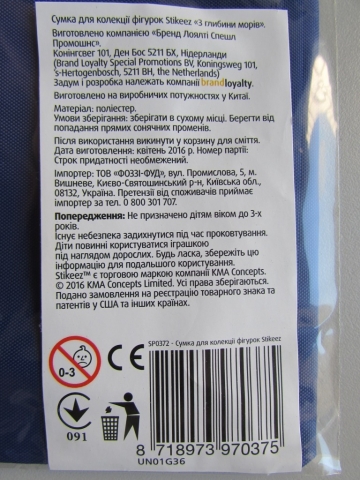 Сумка для колекції фігурок Stikeez «З глибини морів».
Виготовлено компанією «Бренд Лоялті Спешл
Промошнс».
Конінгсвег 101, Ден Бос 5211 БХ, Нідерланди
(Brand Loyalty Special Promotions BV, Koningsweg 101,
's-Hertogenbosch, 5211 BH, the Netherlands)
Задум і розробка належать компанії brandloyalty.
Виготовлено на виробничих потужностях у Китаї.
Матеріал: поліестер.
Умови зберігання: зберігати в сухому місці. Берегти від
попадання прямих сонячних променів.
Після використання викинути у корзину для сміття.
Дата виготовлення: квітень 2016 р. Номер партії:
Строк придатності необмежений.
Імпортер: ТОВ «ФОЗЗІ-ФУД», вул. Промислова, 5, м.
Вишневе, Києво-Святошинський р-н, Київська обл.,
08132, Україна. Претензії від споживачів приймає
імпортер за тел. 0 800 301 707.
Попередження: Не призначено дітям віком до 3-х
років.
Існує небезпека задихнутися під час проковтування.
Діти повинні користуватися іграшкою
під наглядом дорослих. Будь ласка, збережіть цю
інформацію для подальшого користування.
Stikeez™ є торговою маркою компанії KMA Concepts.
© 2016 KMA Concepts Limited. Усі права зберігаються.
Подано замовлення на реєстрацію товарного знака та
патентів у США та інших країнах.
0-3
CE
SP0372 - Сумка для колекції фігурок Stikeez
091
8 718973 970375
UN01G36